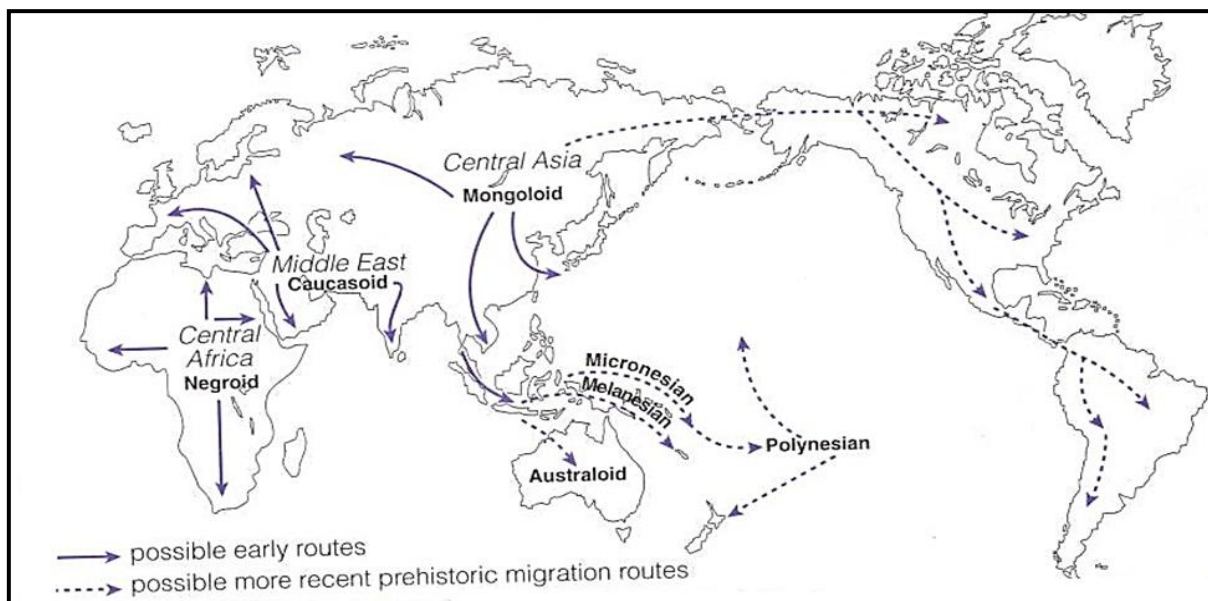 Central Asia
Mongoloid
Middle East
Caucasoid
Central
Africa
Negroid
Micronesian
Melanesian
Polynesian
Australoid
possible early routes
possible more recent prehistoric migration routes